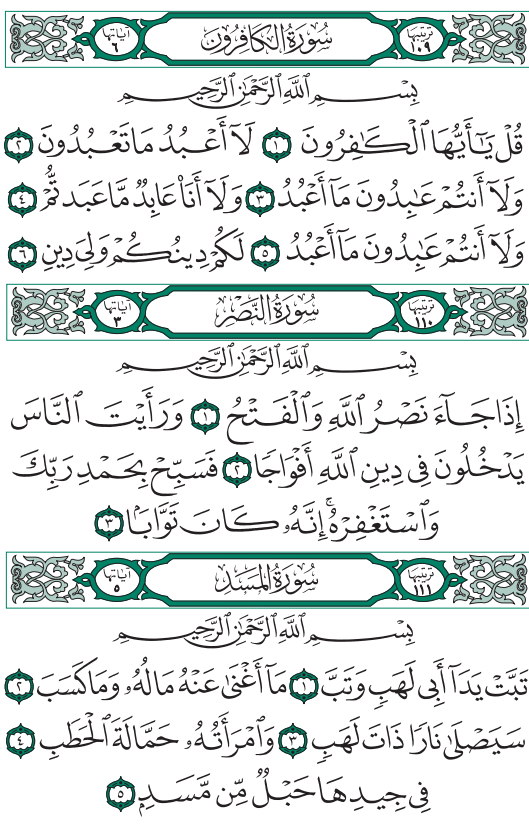 ترتيبها ١٠٩ سُورَةُ الْكَافِرُونَ آياتها ٦
بِسْمِ ٱللَّهِ ٱلرَّحْمَٰنِ ٱلرَّحِيمِ
قُلْ يَٰٓأَيُّهَا ٱلْكَٰفِرُونَ ١ لَآ أَعْبُدُ مَا تَعْبُدُونَ ٢
وَلَآ أَنتُمْ عَٰبِدُونَ مَآ أَعْبُدُ ٣ وَلَآ أَنَا۠ عَابِدٌ مَّا عَبَدتُّمْ ٤
وَلَآ أَنتُمْ عَٰبِدُونَ مَآ أَعْبُدُ ٥ لَكُمْ دِينُكُمْ وَلِيَ دِينِ ٦
ترتيبها ١١٠ سُورَةُ النَّصْرِ آياتها ٣
بِسْمِ ٱللَّهِ ٱلرَّحْمَٰنِ ٱلرَّحِيمِ
إِذَا جَآءَ نَصْرُ ٱللَّهِ وَٱلْفَتْحُ ١ وَرَأَيْتَ ٱلنَّاسَ
يَدْخُلُونَ فِي دِينِ ٱللَّهِ أَفْوَاجًا ٢ فَسَبِّحْ بِحَمْدِ رَبِّكَ
وَٱسْتَغْفِرْهُۚ إِنَّهُۥ كَانَ تَوَّابَۢا ٣
ترتيبها ١١١ سُورَةُ الْمَسَدِ آياتها ٥
بِسْمِ ٱللَّهِ ٱلرَّحْمَٰنِ ٱلرَّحِيمِ
تَبَّتْ يَدَآ أَبِي لَهَبٍ وَتَبَّ ١ مَآ أَغْنَىٰ عَنْهُ مَالُهُۥ وَمَا كَسَبَ ٢
سَيَصْلَىٰ نَارًا ذَاتَ لَهَبٍ ٣ وَٱمْرَأَتُهُۥ حَمَّالَةَ ٱلْحَطَبِ ٤
فِي جِيدِهَا حَبْلٌ مِّن مَّسَدِۭ ٥